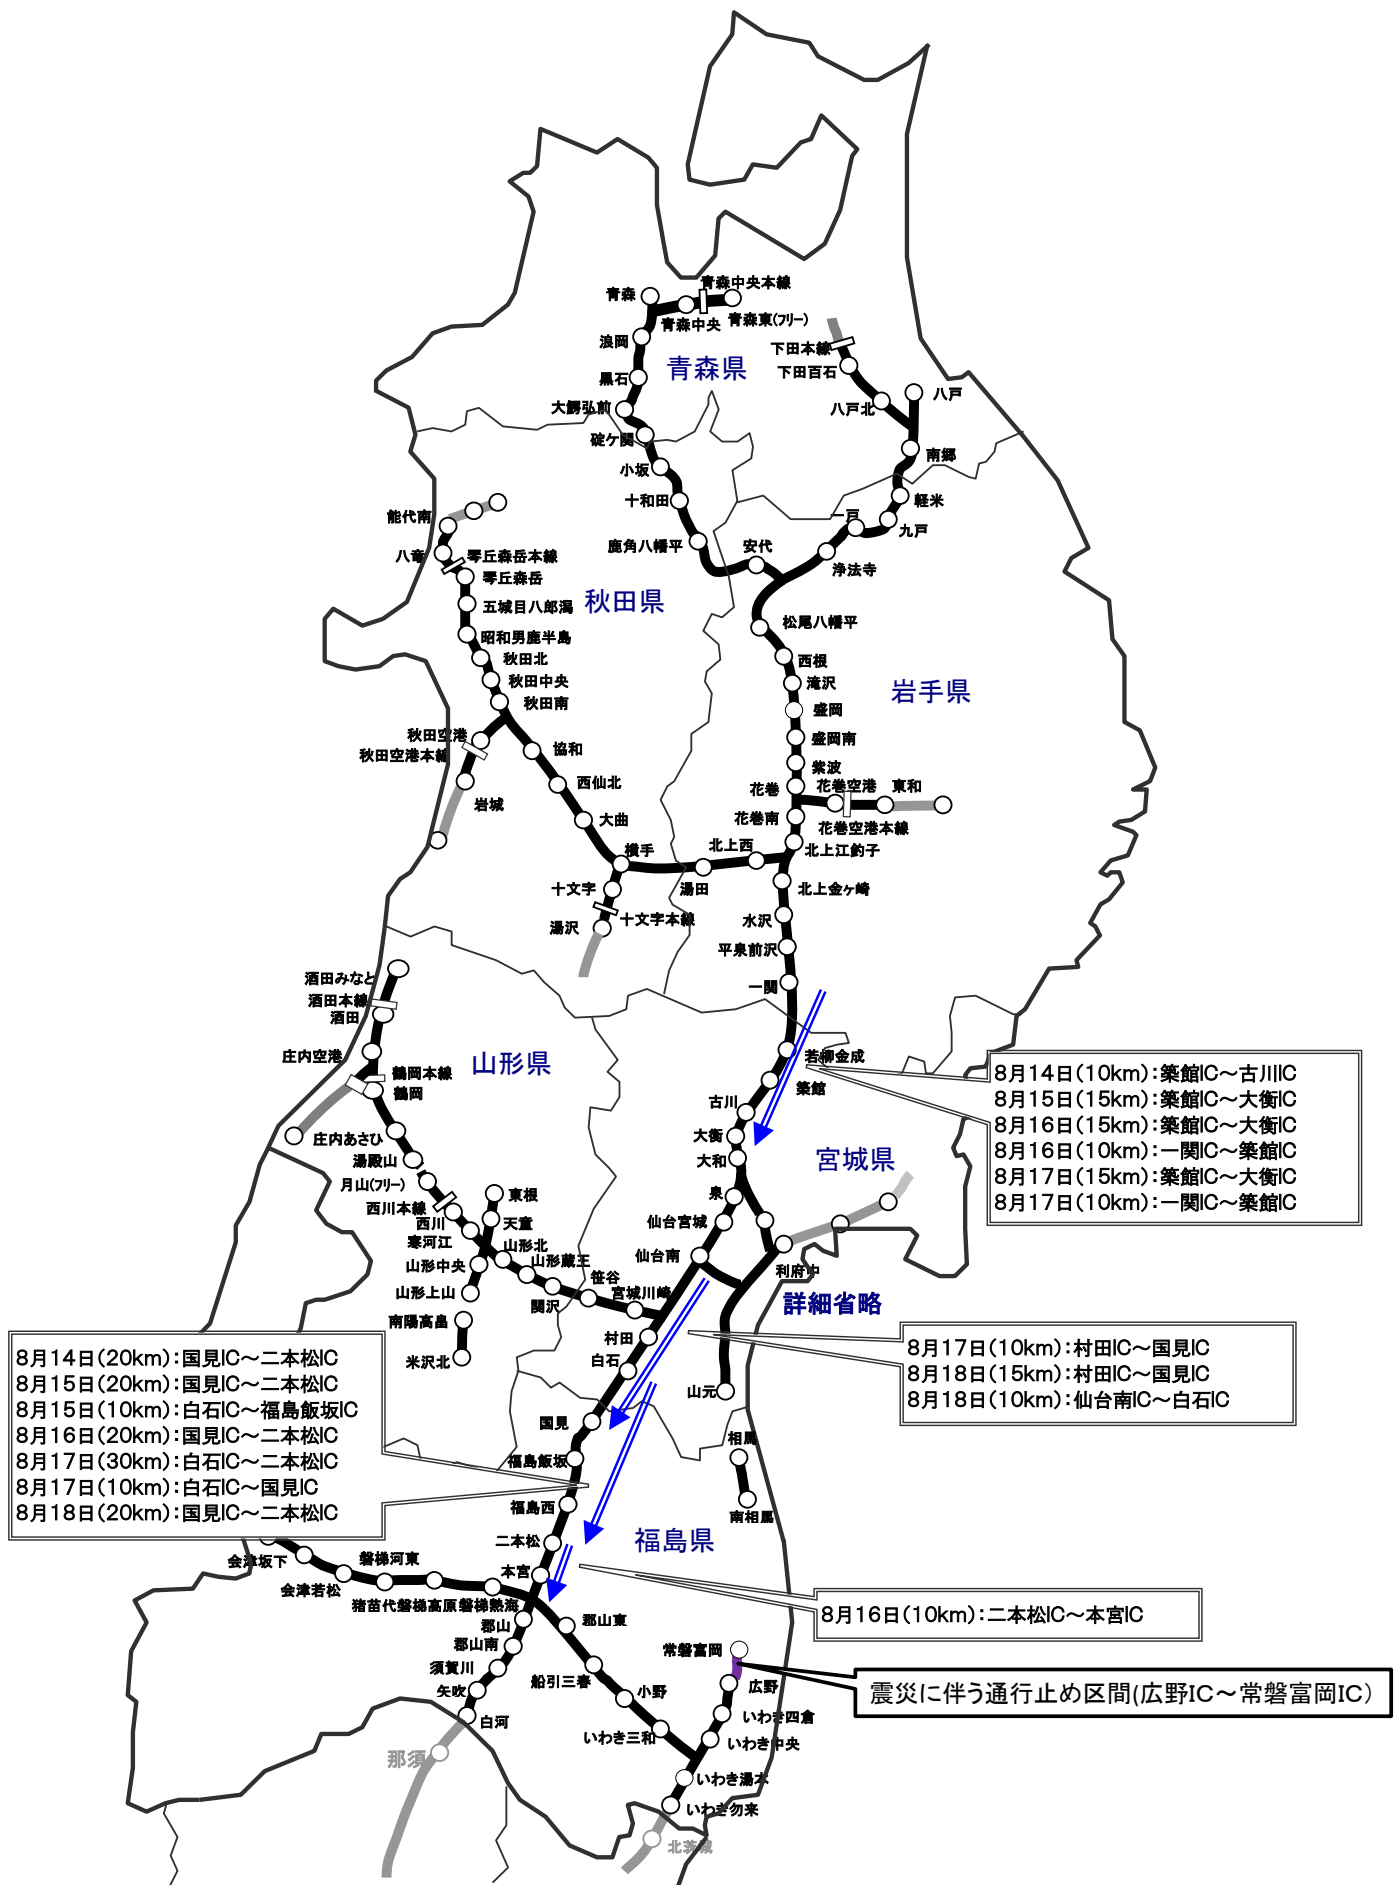 青森中央本線
青森
青森中央
青森東(フリー)
浪岡
下田本線
青森県
下田百石
黒石
八戸
大鰐弘前
八戸北
碇ケ関
南郷
小坂
十和田
軽米
能代南
一戸
九戸
鹿角八幡平
安代
八竜
琴丘森岳本線
浄法寺
琴丘森岳
秋田県
五城目八郎潟
松尾八幡平
昭和男鹿半島
秋田北
西根
秋田中央
滝沢
岩手県
秋田南
盛岡
秋田空港
盛岡南
秋田空港本線
協和
紫波
西仙北
花巻
花巻空港
東和
岩城
大曲
花巻南
花巻空港本線
横手
北上西
北上江釣子
十文字
湯田
北上金ヶ崎
湯沢
十文字本線
水沢
平泉前沢
酒田みなと
一関
酒田本線
酒田
庄内空港
山形県
若柳金成
鶴岡本線
築館
鶴岡
8月14日(10km):築館IC～古川IC
8月15日(15km):築館IC～大衡IC
8月16日(15km):築館IC～大衡IC
8月16日(10km):一関IC～築館IC
8月17日(15km):築館IC～大衡IC
8月17日(10km):一関IC～築館IC
古川
庄内あさひ
大衡
湯殿山
大和
宮城県
月山(フリー)
東根
泉
西川本線
西川
天童
仙台宮城
寒河江
山形北
山形中央
山形蔵王
仙台南
利府中
山形上山
関沢
笹谷
宮城川崎
詳細省略
南陽高畠
村田
米沢北
白石
山元
8月14日(20km):国見IC～二本松IC
8月15日(20km):国見IC～二本松IC
8月15日(10km):白石IC～福島飯坂IC
8月16日(20km):国見IC～二本松IC
8月17日(30km):白石IC～二本松IC
8月17日(10km):白石IC～国見IC
8月18日(20km):国見IC～二本松IC
8月17日(10km):村田IC～国見IC
8月18日(15km):村田IC～国見IC
8月18日(10km):仙台南IC～白石IC
国見
相馬
福島飯坂
福島西
南相馬
二本松
福島県
会津坂下
磐梯河東
本宮
会津若松
猪苗代磐梯高原
磐梯熱海
郡山
郡山東
8月16日(10km):二本松IC～本宮IC
郡山南
常磐富岡
須賀川
船引三春
矢吹
小野
広野
震災に伴う通行止め区間(広野IC～常磐富岡IC)
白河
いわき四倉
いわき三和
いわき中央
那須
いわき湯本
いわき勿来
北茨城